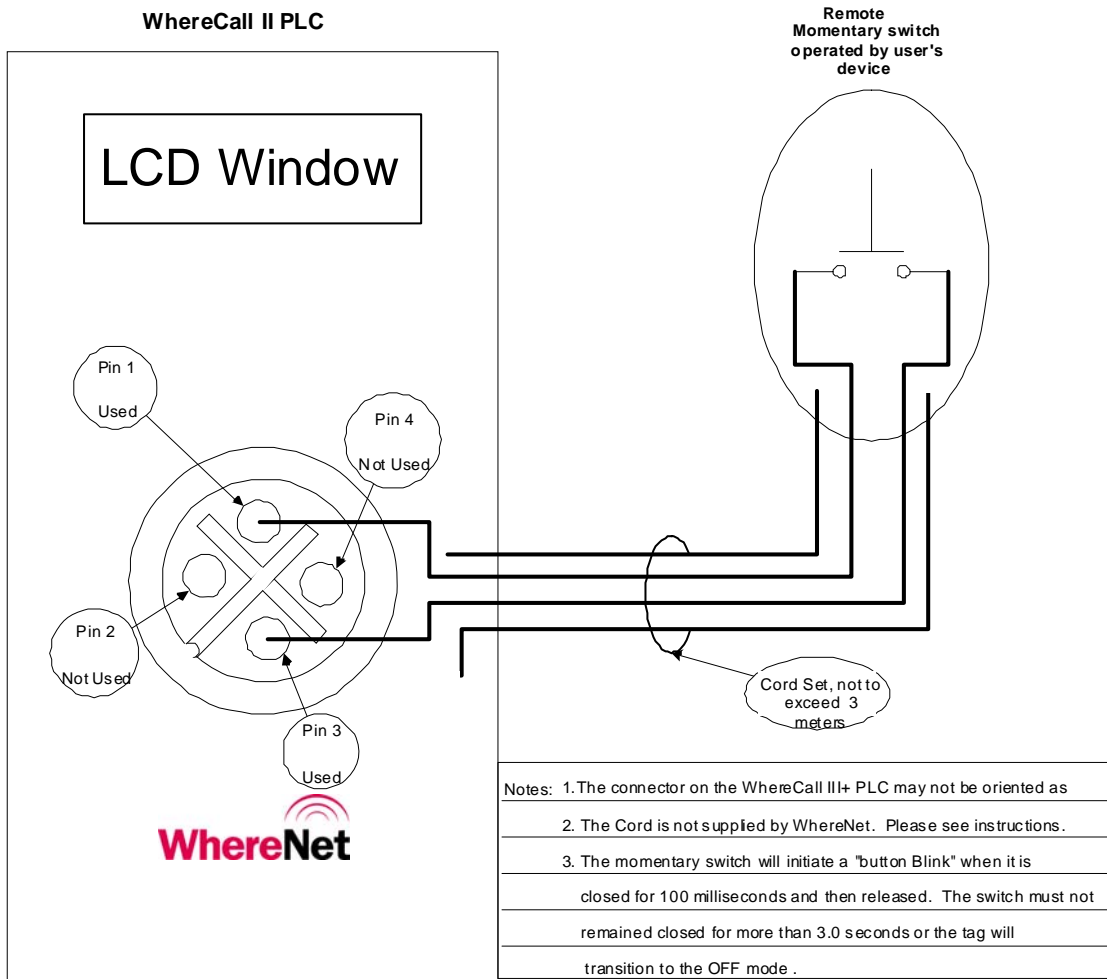 WhereCall II PLC
Remote
Momentary switch
operated by user's
device
LCD Window
Pin 1
Used
Pin 4
Not Used
Pin 2
Not Used
Pin 3
Used
Cord Set, not to
exceed 3
meters
WhereNet
Notes: 1.The connector on the WhereCall III+ PLC may not be oriented as
2. The Cord is not supplied by WhereNet. Please see instructions.
3. The momentary switch will initiate a "button Blink" when it is
closed for 100 milliseconds and then released. The switch must not
remained closed for more than 3.0 seconds or the tag will
transition to the OFF mode .